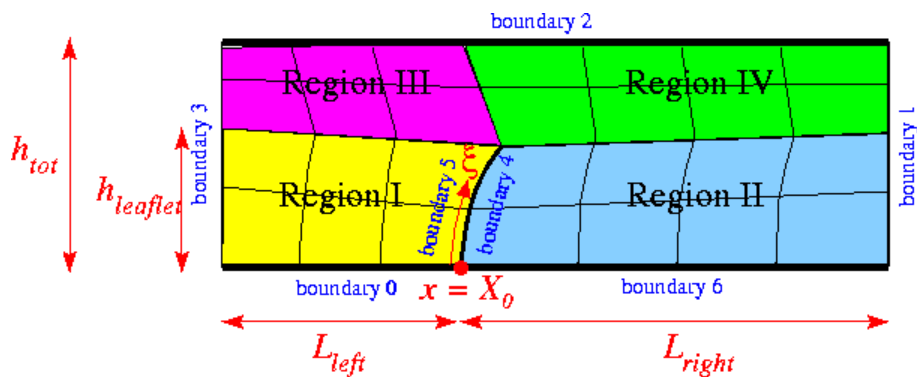 boundary 2
Region III
Region IV
boundary 3
boundary 1
h_tot
h_leaflet
ξ
Region I
boundary 5
boundary 4
Region II
boundary 0
x = X_0
boundary 6
L_left
L_right